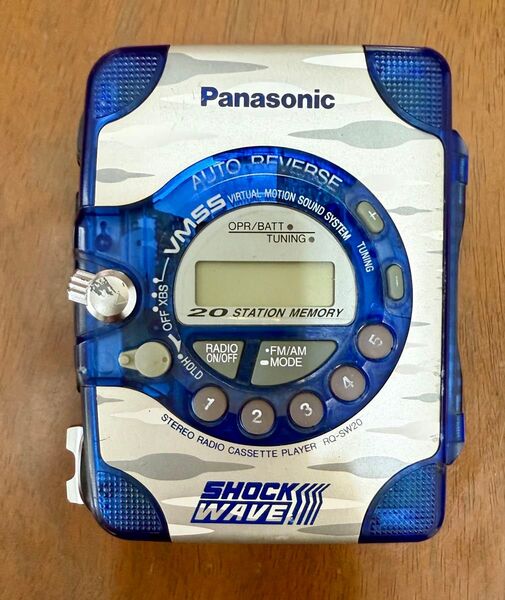 Panasonic
AUTO REVERSE
VMSS VIRTUAL MOTION SOUND SYSTEM
OPR/BATT
TUNING
+
TUNING
−
OFF XBS
HOLD
20 STATION MEMORY
RADIO
ON/OFF
FM/AM
MODE
1 2 3 4 5
STEREO RADIO CASSETTE PLAYER RQ-SW20
SHOCK
WAVE!